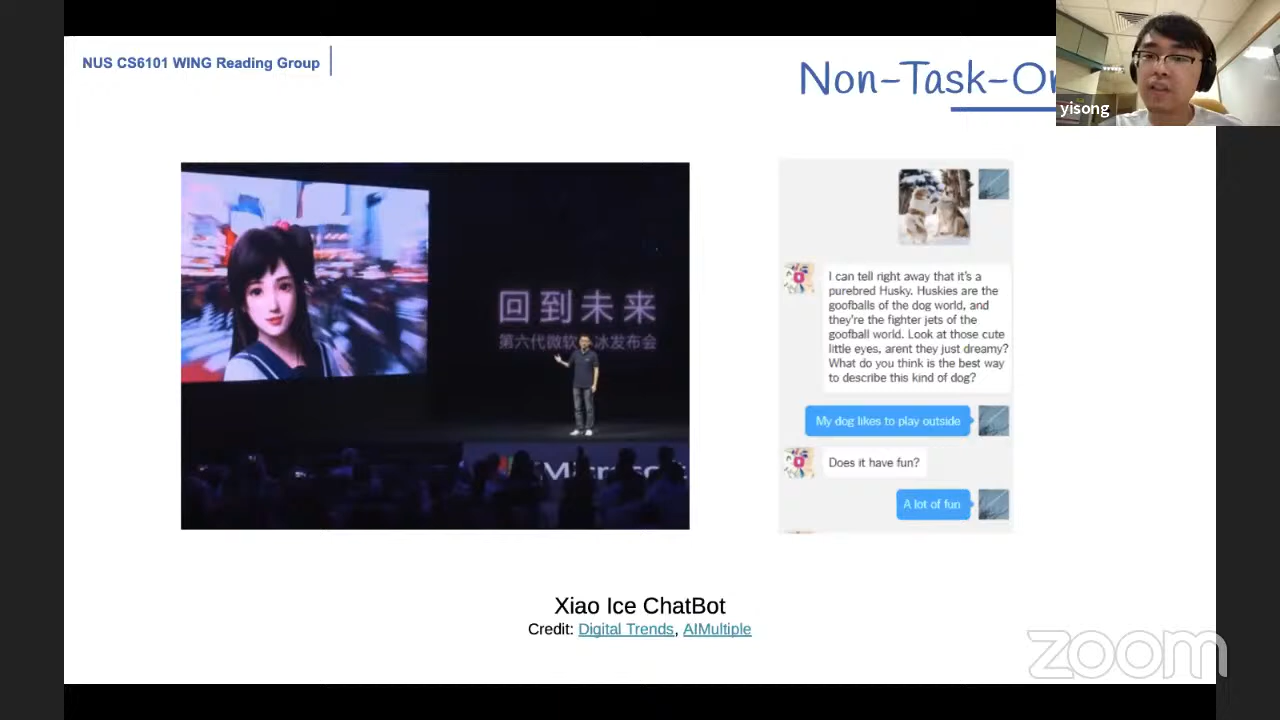 NUS CS6101 WING Reading Group
Non-Task-Or
yisong
回到未来
第六代微软 冰发布会
Microsof
I can tell right away that it's a
purebred Husky. Huskies are the
goofballs of the dog world, and
they're the fighter jets of the
goofball world. Look at those cute
little eyes, arent they just dreamy?
What do you think is the best way
to describe this kind of dog?
My dog likes to play outside
Does it have fun?
A lot of fun
Xiao Ice ChatBot
Credit: Digital Trends, AIMultiple
zoom